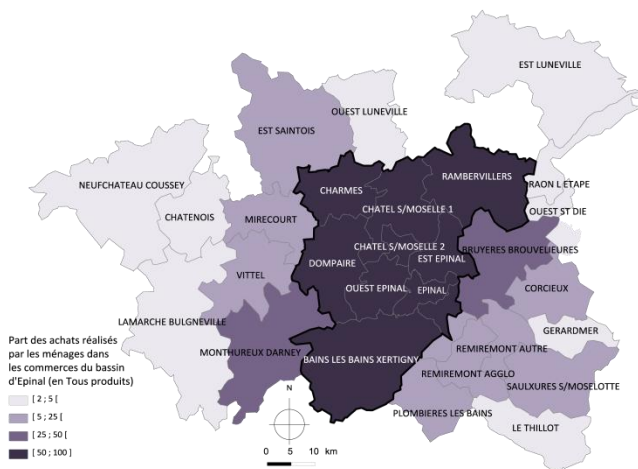 EST LUNEVILLE
OUEST LUNEVILLE
EST SAINTOIS
NEUFCHATEAU COUSSEY
CHARMES
RAMBERVILLERS
RAON L ETAPE
CHATENOIS
MIRECOURT
CHATEL S/MOSELLE 1
OUEST ST DIE
CHATEL S/MOSELLE 2
BRUYERES BROUVELIEURES
DOMPAIRE
EST EPINAL
VITTEL
OUEST EPINAL
EPINAL
CORCIEUX
LAMARCHE BULGNEVILLE
GERARDMER
MONTHUREUX DARNEY
BAINS LES BAINS XERTIGNY
REMIREMONT AUTRE
REMIREMONT AGGLO
SAULXURES S/MOSELOTTE
PLOMBIERES LES BAINS
LE THILLOT
Part des achats réalisés
par les ménages dans
les commerces du bassin
d'Epinal (en Tous produits)
[ 2 ; 5 [
[ 5 ; 25 [
[ 25 ; 50 [
[ 50 ; 100 ]
N
0 5 10 km